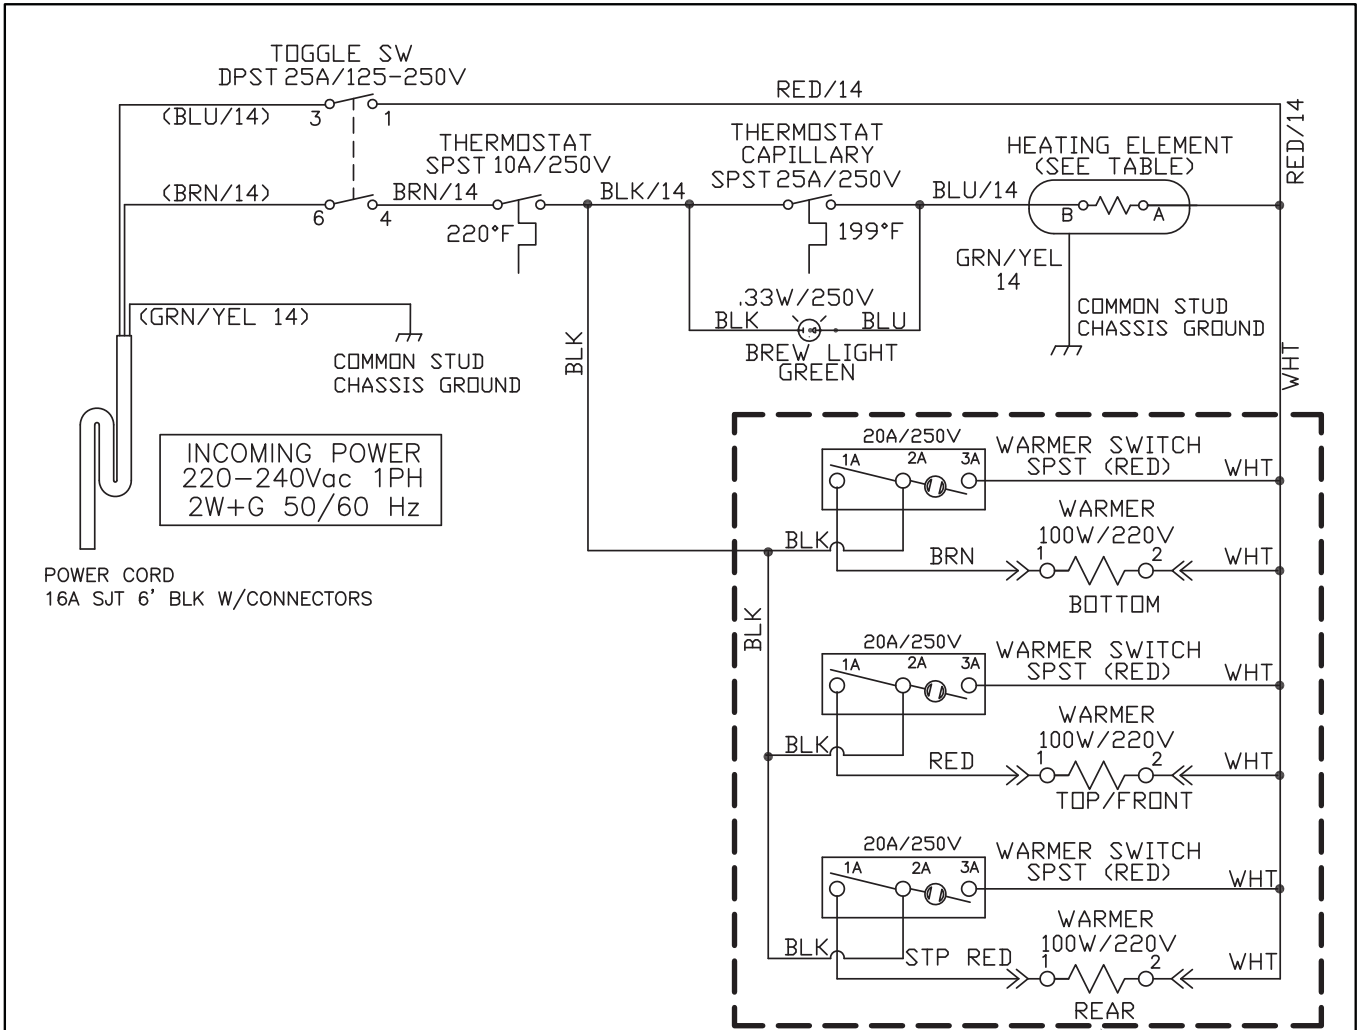 TOGGLE SW
DPST 25A/125-250V
(BLU/14)
3
1
RED/14
RED/14
(BRN/14)
6
4
BRN/14
THERMOSTAT
SPST 10A/250V
220°F
BLK/14
THERMOSTAT
CAPILLARY
SPST 25A/250V
199°F
BLU/14
HEATING ELEMENT
(SEE TABLE)
B
A
GRN/YEL
14
COMMON STUD
CHASSIS GROUND
.33W/250V
BLK
BLU
BREW LIGHT
GREEN
(GRN/YEL 14)
COMMON STUD
CHASSIS GROUND
BLK
WHT
INCOMING POWER
220-240Vac 1PH
2W+G 50/60 Hz
POWER CORD
16A SJT 6' BLK W/CONNECTORS
20A/250V
1A
2A
3A
WARMER SWITCH
SPST (RED)
WHT
WARMER
100W/220V
BLK
BRN
1
2
WHT
BOTTOM
BLK
20A/250V
1A
2A
3A
WARMER SWITCH
SPST (RED)
WHT
WARMER
100W/220V
BLK
RED
1
2
WHT
TOP/FRONT
20A/250V
1A
2A
3A
WARMER SWITCH
SPST (RED)
WHT
WARMER
100W/220V
BLK
STP RED
1
2
WHT
REAR